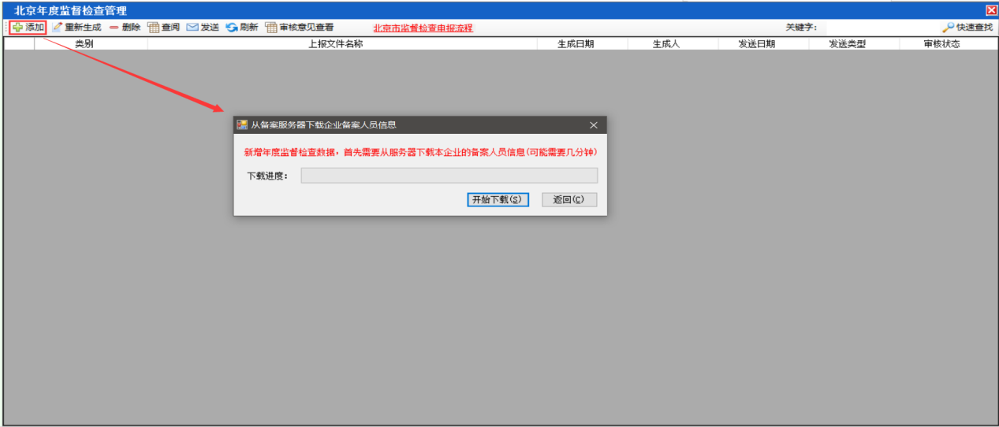 北京年度监督检查管理
添加 重新生成 删除 查阅 发送 刷新 审核意见查看 北京市监督检查申报流程 关键字: 快速查找
类别 上报文件名称 生成日期 生成人 发送日期 发送类型 审核状态
从备案服务器下载企业备案人员信息
新增年度监督检查数据，首先需要从服务器下载本企业的备案人员信息(可能需要几分钟)
下载进度：
开始下载(S) 返回(C)